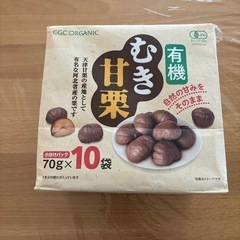 CGC ORGANIC
有機
むき
甘栗
自然の甘みを
そのまま
天津甘栗の産地として
有名な河北省産の栗です
小分けパック
70g×10袋